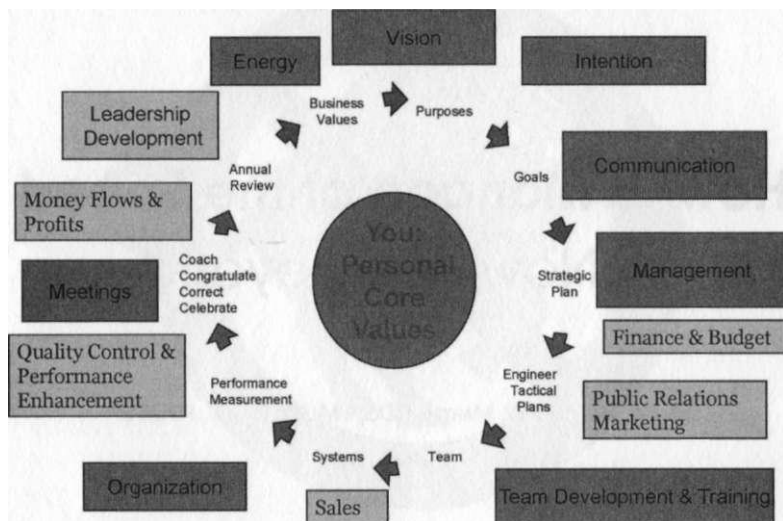 Vision
Energy
Intention
Business
Values
Purposes
Leadership
Development
Goals
Communication
Annual
Review
Money Flows &
Profits
You:
Personal
Core
Values
Coach
Congratulate
Correct
Celebrate
Meetings
Strategic
Plan
Management
Finance & Budget
Quality Control &
Performance
Enhancement
Performance
Measurement
Engineer
Tactical
Plans
Public Relations
Marketing
Systems
Team
Organization
Sales
Team Development & Training